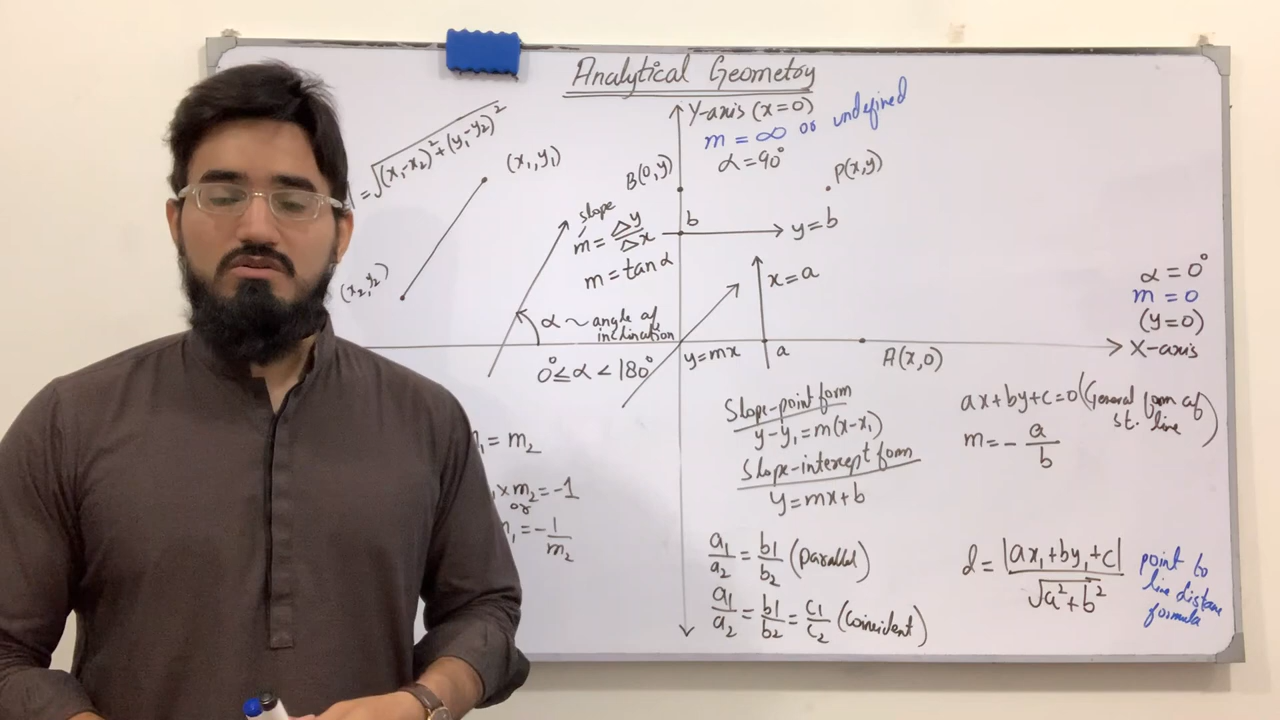 Analytical Geometry
= √(x₁-x₂)²+(y₁-y₂)²
(x₁,y₁)
(x₂,y₂)
slope
m = Δy/Δx
m = tanα
α ~ angle of
inclination
0° ≤ α < 180°
Y-axis (x=0)
m = ∞ or undefined
α = 90°
B(0,y)
P(x,y)
b
y = b
x = a
y = mx
a
A(x,0)
α = 0°
m = 0
(y=0)
X-axis
= m₂
× m₂ = -1
or
= -1/m₂
Slope-point form
y-y₁ = m(x-x₁)
Slope-intercept form
y = mx+b
a₁/a₂ = b1/b₂ (parallel)
a₁/a₂ = b1/b₂ = c₁/c₂ (Coincident)
ax+by+c=0 (General form of
st. line)
m = - a/b
d = |ax₁+by₁+c|/√a²+b²
point to
line distance
formula